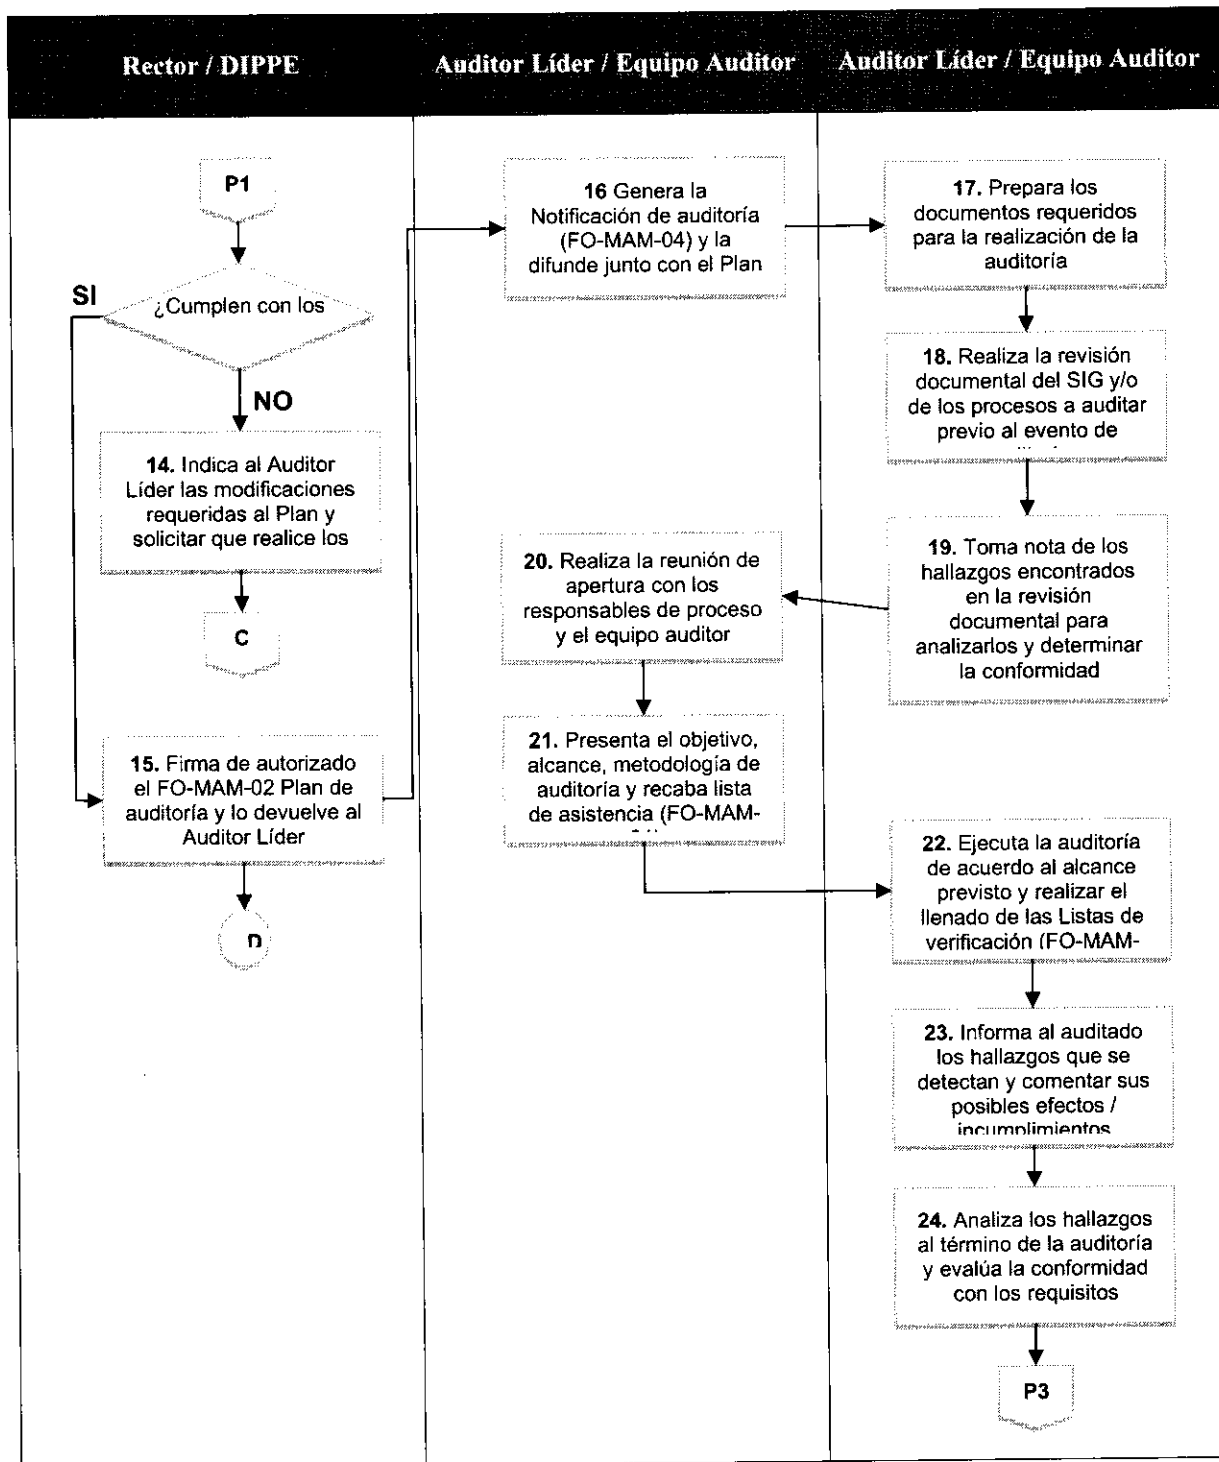 Rector / DIPPE
Auditor Líder / Equipo Auditor
Auditor Líder / Equipo Auditor
P1
¿Cumplen con los
SI
NO
14. Indica al Auditor
Líder las modificaciones
requeridas al Plan y
solicitar que realice los
C
15. Firma de autorizado
el FO-MAM-02 Plan de
auditoría y lo devuelve al
Auditor Líder
D
16 Genera la
Notificación de auditoría
(FO-MAM-04) y la
difunde junto con el Plan
17. Prepara los
documentos requeridos
para la realización de la
auditoría
18. Realiza la revisión
documental del SIG y/o
de los procesos a auditar
previo al evento de
19. Toma nota de los
hallazgos encontrados
en la revisión
documental para
analizarlos y determinar
la conformidad
20. Realiza la reunión de
apertura con los
responsables de proceso
y el equipo auditor
21. Presenta el objetivo,
alcance, metodología de
auditoría y recaba lista
de asistencia (FO-MAM-
22. Ejecuta la auditoría
de acuerdo al alcance
previsto y realizar el
llenado de las Listas de
verificación (FO-MAM-
23. Informa al auditado
los hallazgos que se
detectan y comentar sus
posibles efectos /
incumplimientos
24. Analiza los hallazgos
al término de la auditoría
y evalúa la conformidad
con los requisitos
P3